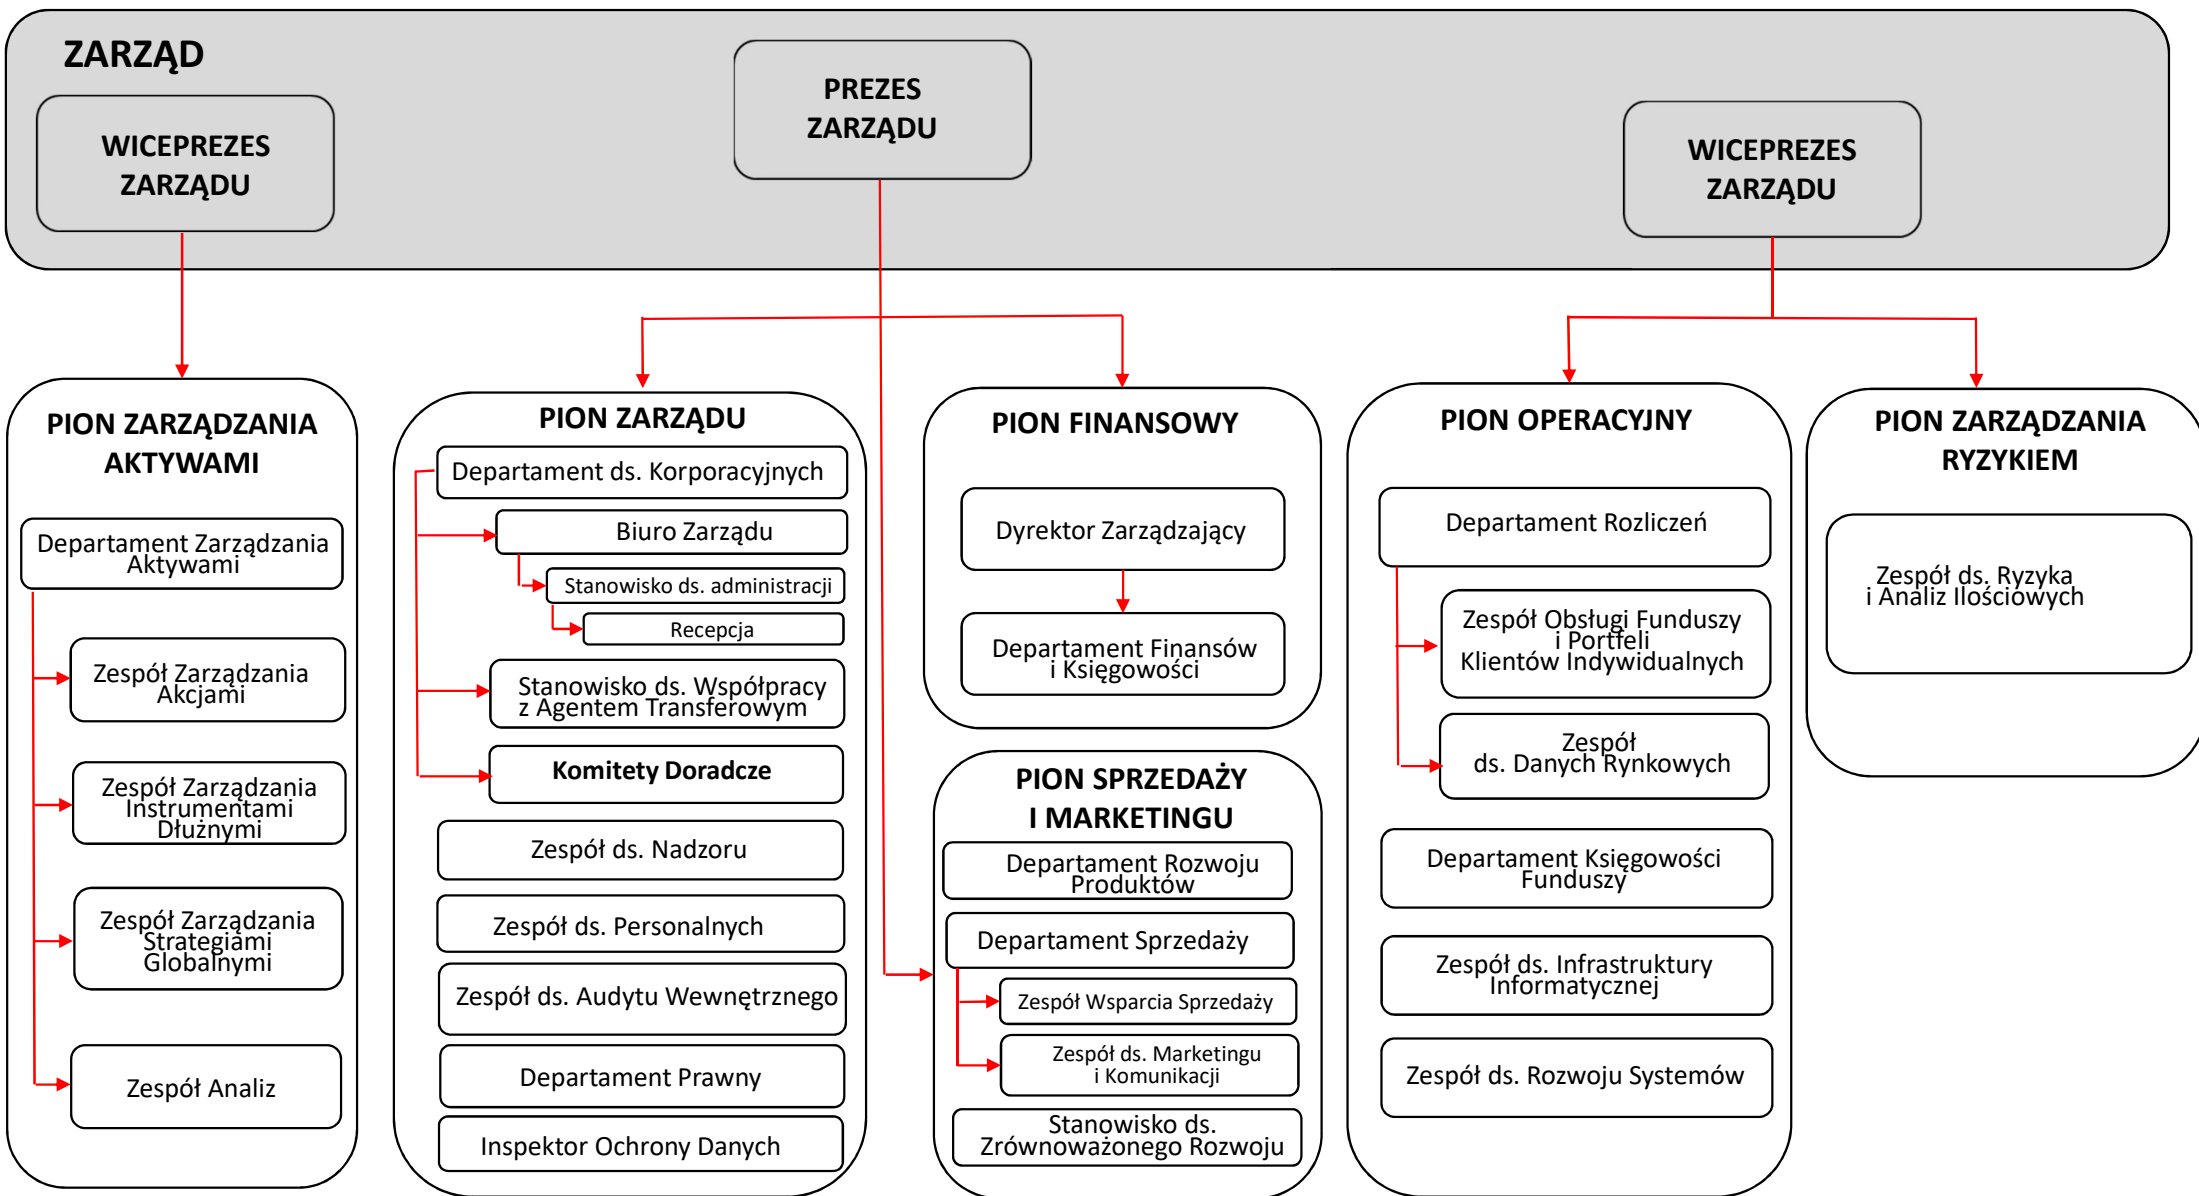 ZARZĄD
WICEPREZES
ZARZĄDU
PREZES
ZARZĄDU
WICEPREZES
ZARZĄDU
PION ZARZĄDZANIA
AKTYWAMI
Departament Zarządzania
Aktywami
Zespół Zarządzania
Akcjami
Zespół Zarządzania
Instrumentami
Dłużnymi
Zespół Zarządzania
Strategiami
Globalnymi
Zespół Analiz
PION ZARZĄDU
Departament ds. Korporacyjnych
Biuro Zarządu
Stanowisko ds. administracji
Recepcja
Stanowisko ds. Współpracy
z Agentem Transferowym
Komitety Doradcze
Zespół ds. Nadzoru
Zespół ds. Personalnych
Zespół ds. Audytu Wewnętrznego
Departament Prawny
Inspektor Ochrony Danych
PION FINANSOWY
Dyrektor Zarządzający
Departament Finansów
i Księgowości
PION SPRZEDAŻY
I MARKETINGU
Departament Rozwoju
Produktów
Departament Sprzedaży
Zespół Wsparcia Sprzedaży
Zespół ds. Marketingu
i Komunikacji
Stanowisko ds.
Zrównoważonego Rozwoju
PION OPERACYJNY
Departament Rozliczeń
Zespół Obsługi Funduszy
i Portfeli
Klientów Indywidualnych
Zespół
ds. Danych Rynkowych
Departament Księgowości
Funduszy
Zespół ds. Infrastruktury
Informatycznej
Zespół ds. Rozwoju Systemów
PION ZARZĄDZANIA
RYZYKIEM
Zespół ds. Ryzyka
i Analiz Ilościowych